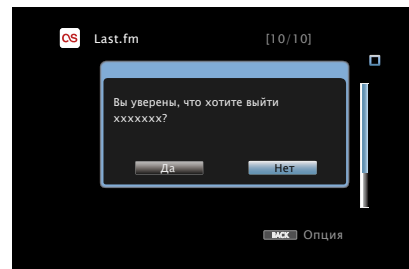 Last.fm [10/10]
Вы уверены, что хотите выйти
xxxxxxx?
Да Нет
BACK Опция